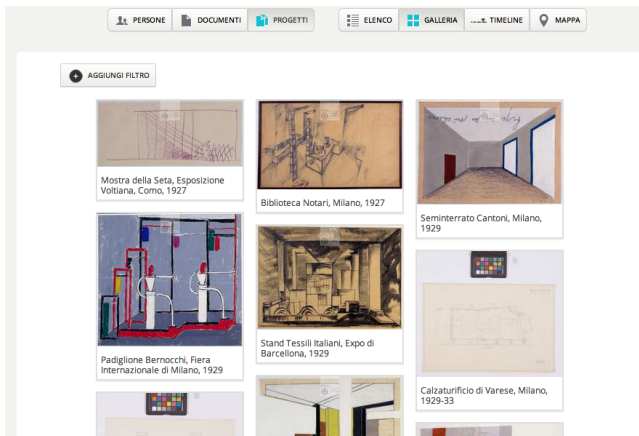 PERSONE
DOCUMENTI
PROGETTI
ELENCO
GALLERIA
TIMELINE
MAPPA
AGGIUNGI FILTRO
Mostra della Seta, Esposizione
Voltiana, Como, 1927
Biblioteca Notari, Milano, 1927
Seminterrato Cantoni, Milano,
1929
Padiglione Bernocchi, Fiera
Internazionale di Milano, 1929
Stand Tessili Italiani, Expo di
Barcellona, 1929
Calzaturificio di Varese, Milano,
1929-33